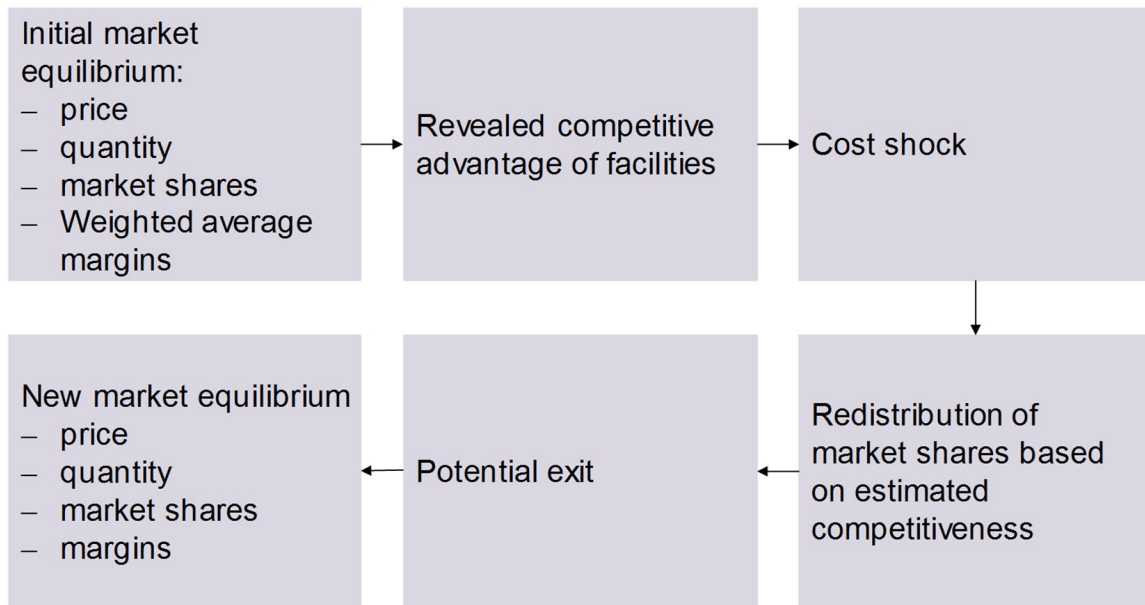 Initial market
equilibrium:
– price
– quantity
– market shares
– Weighted average
margins
Revealed competitive
advantage of facilities
Cost shock
Redistribution of
market shares based
on estimated
competitiveness
Potential exit
New market equilibrium
– price
– quantity
– market shares
– margins